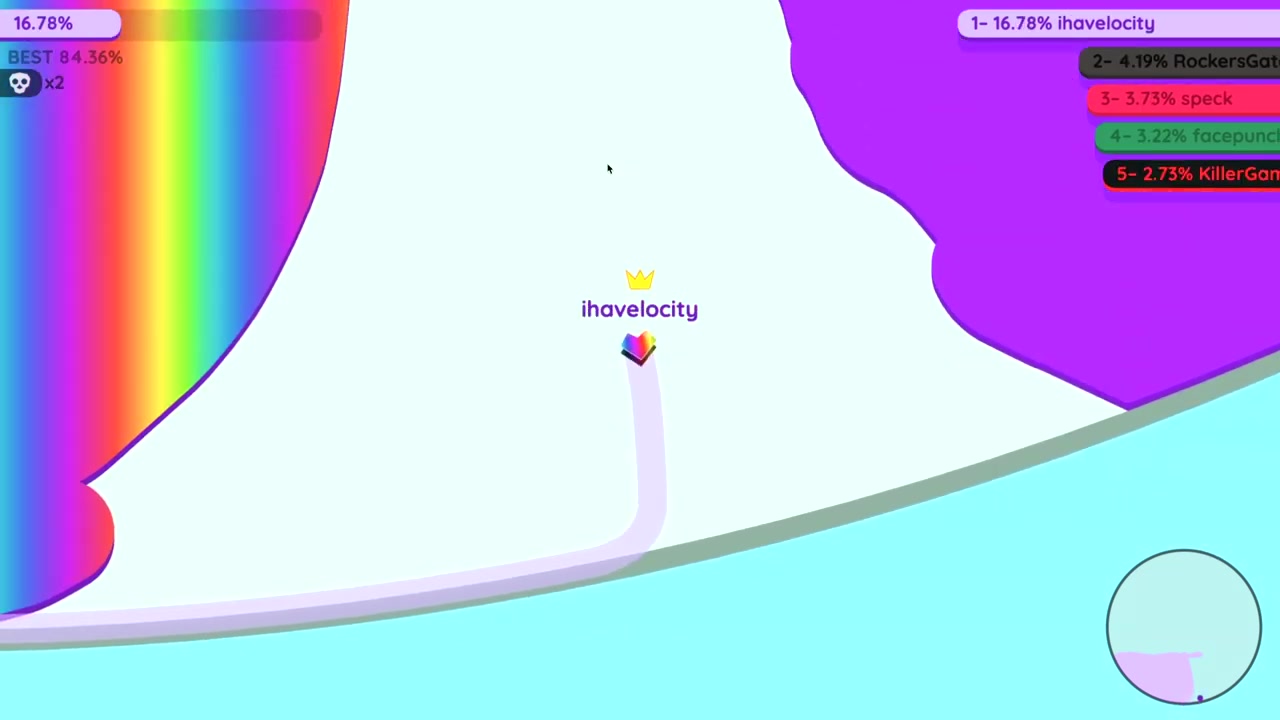 16.78%
BEST 84.36%
x2
1- 16.78% ihavelocity
2- 4.19% RockersGat
3- 3.73% speck
4- 3.22% facepunc
5- 2.73% KillerGam
ihavelocity